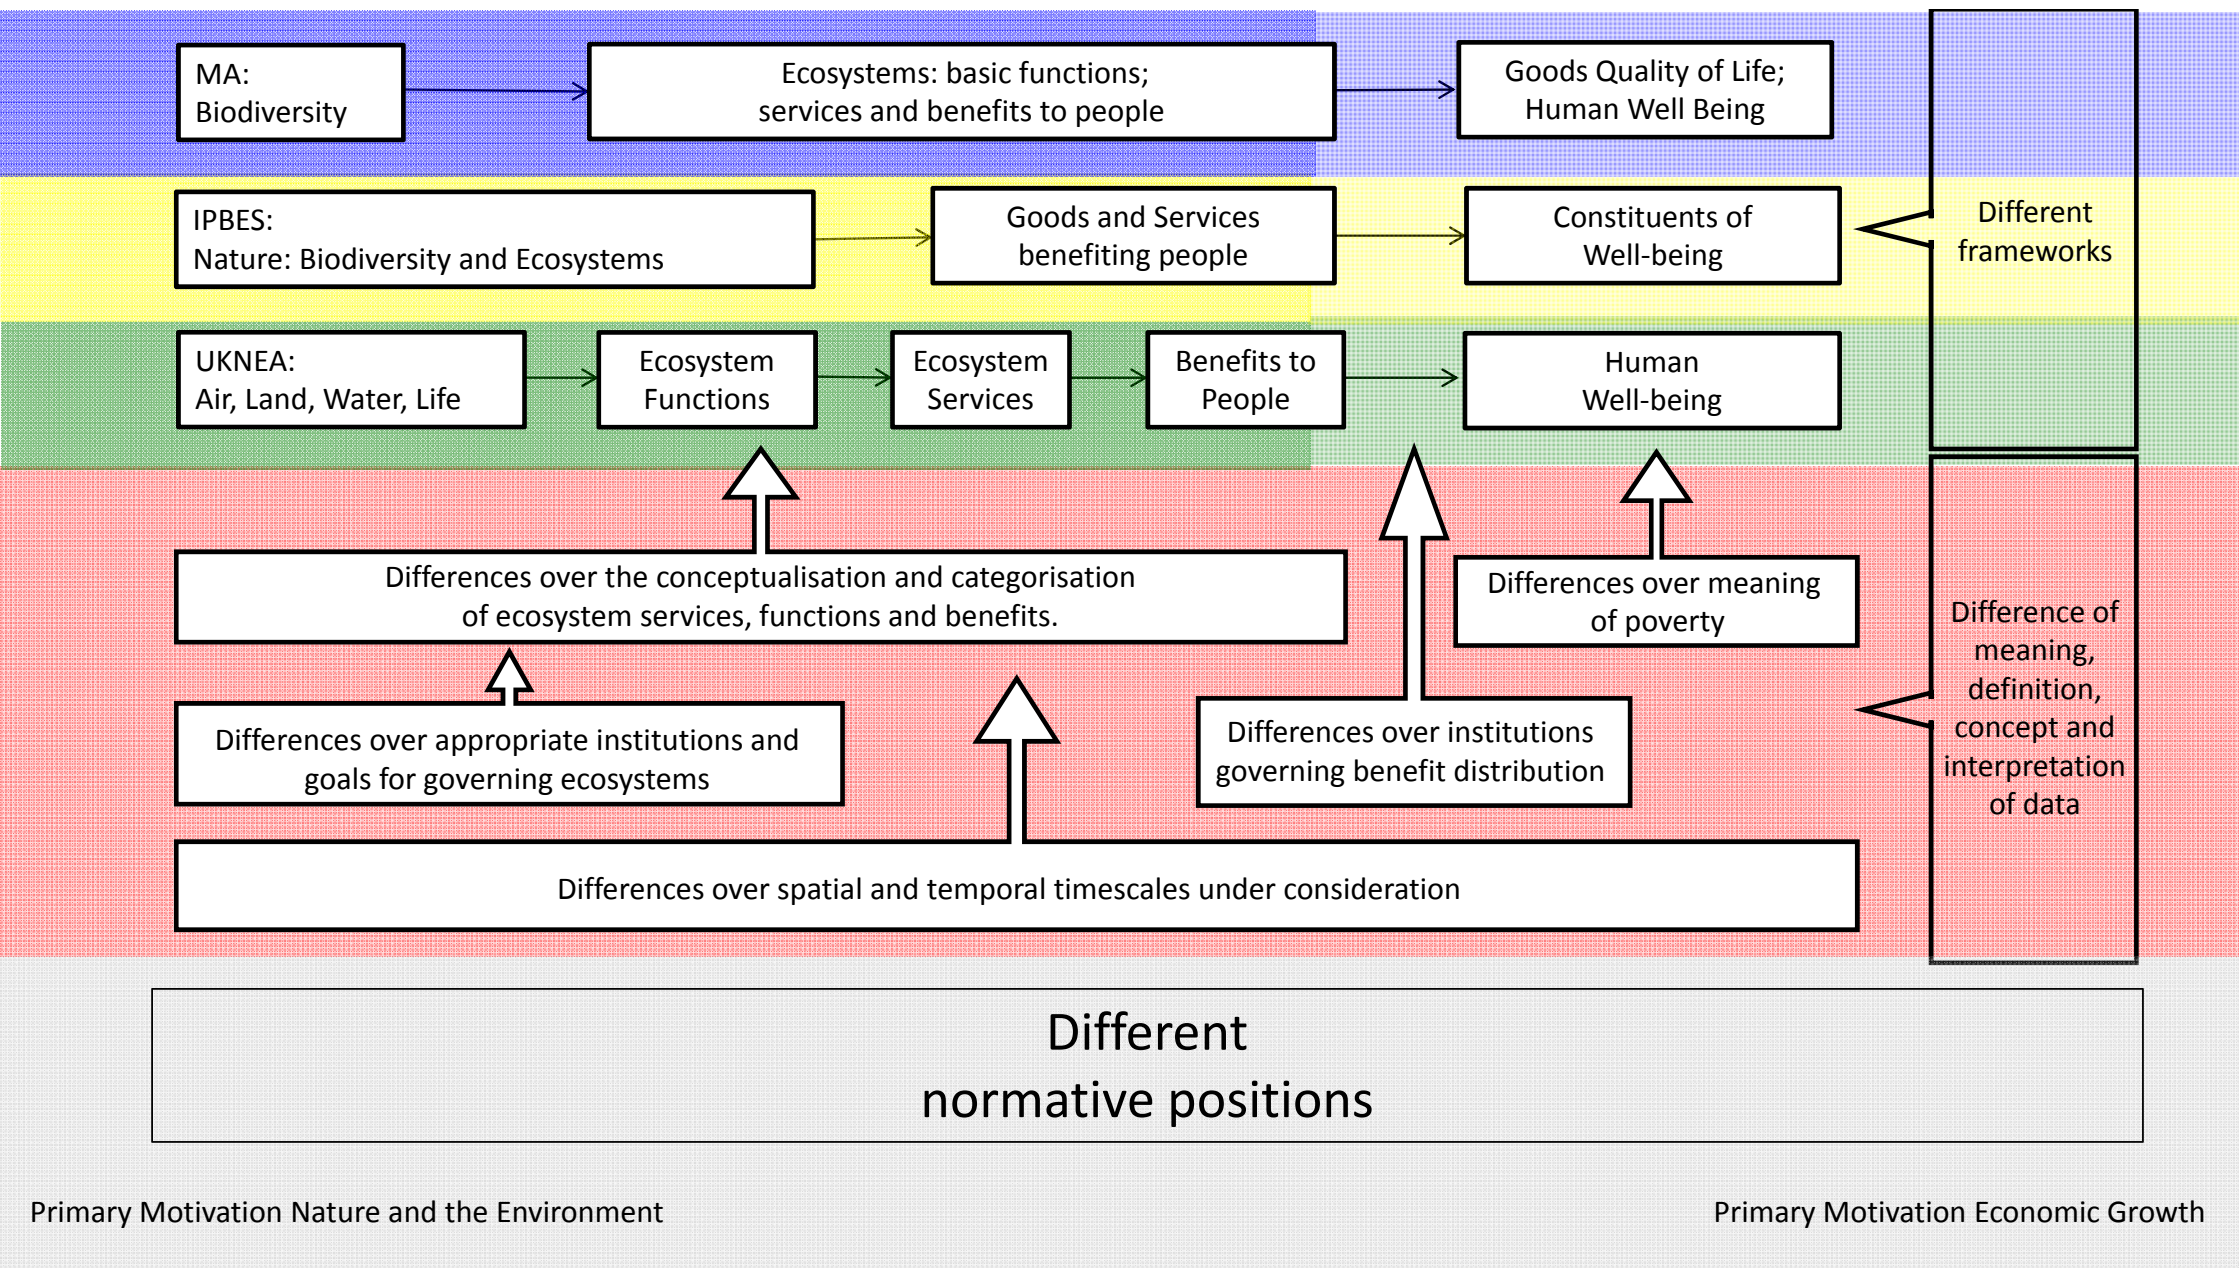 MA:
Biodiversity
Ecosystems: basic functions;
services and benefits to people
Goods Quality of Life;
Human Well Being
IPBES:
Nature: Biodiversity and Ecosystems
Goods and Services
benefiting people
Constituents of
Well-being
Different
frameworks
UKNEA:
Air, Land, Water, Life
Ecosystem
Functions
Ecosystem
Services
Benefits to
People
Human
Well-being
Differences over the conceptualisation and categorisation
of ecosystem services, functions and benefits.
Differences over meaning
of poverty
Difference of
meaning,
definition,
concept and
interpretation
of data
Differences over appropriate institutions and
goals for governing ecosystems
Differences over institutions
governing benefit distribution
Differences over spatial and temporal timescales under consideration
Different
normative positions
Primary Motivation Nature and the Environment
Primary Motivation Economic Growth